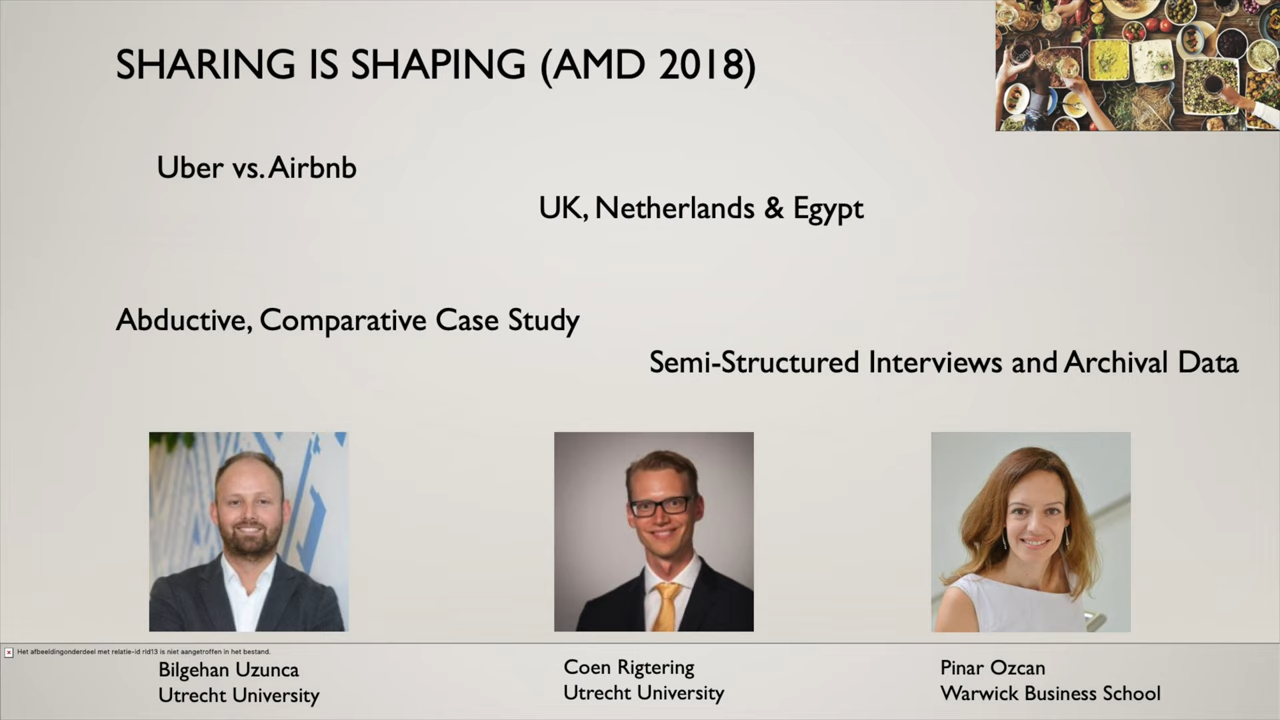 SHARING IS SHAPING (AMD 2018)
Uber vs. Airbnb
UK, Netherlands & Egypt
Abductive, Comparative Case Study
Semi-Structured Interviews and Archival Data
Het afbeeldingonderdeel met relatie-id rId13 is niet aangetroffen in het bestand.
Bilgehan Uzunca
Utrecht University
Coen Rigtering
Utrecht University
Pinar Ozcan
Warwick Business School